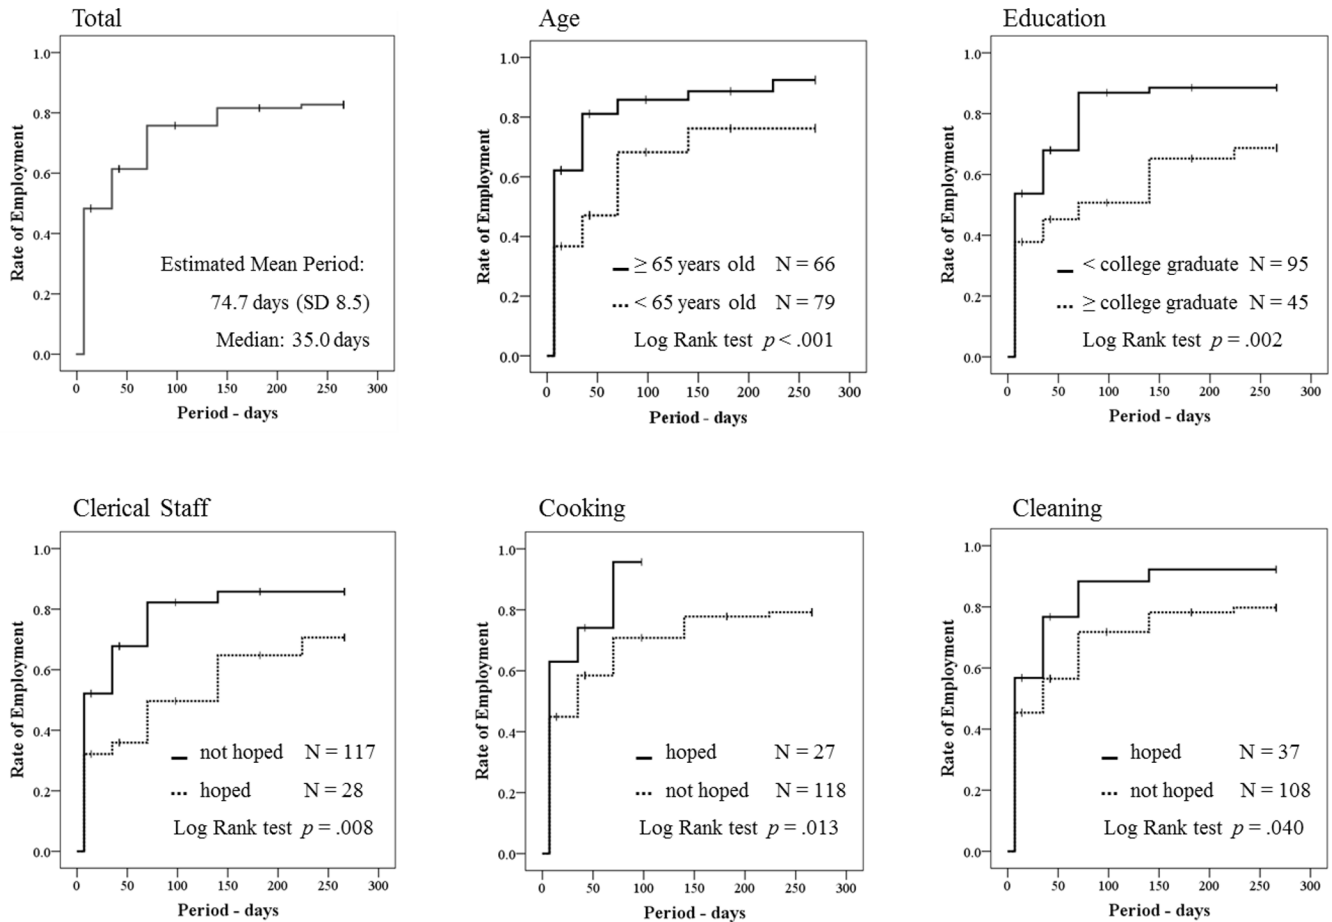 Total
Rate of Employment
1.0
0.8
0.6
0.4
0.2
0.0
Estimated Mean Period:
74.7 days (SD 8.5)
Median: 35.0 days
0 50 100 150 200 250 300
Period - days
Age
Rate of Employment
1.0
0.8
0.6
0.4
0.2
0.0
≥ 65 years old N = 66
< 65 years old N = 79
Log Rank test p < .001
0 50 100 150 200 250 300
Period - days
Education
Rate of Employment
1.0
0.8
0.6
0.4
0.2
0.0
< college graduate N = 95
≥ college graduate N = 45
Log Rank test p = .002
0 50 100 150 200 250 300
Period - days
Clerical Staff
Rate of Employment
1.0
0.8
0.6
0.4
0.2
0.0
not hoped N = 117
hoped N = 28
Log Rank test p = .008
0 50 100 150 200 250 300
Period - days
Cooking
Rate of Employment
1.0
0.8
0.6
0.4
0.2
0.0
hoped N = 27
not hoped N = 118
Log Rank test p = .013
0 50 100 150 200 250 300
Period - days
Cleaning
Rate of Employment
1.0
0.8
0.6
0.4
0.2
0.0
hoped N = 37
not hoped N = 108
Log Rank test p = .040
0 50 100 150 200 250 300
Period - days